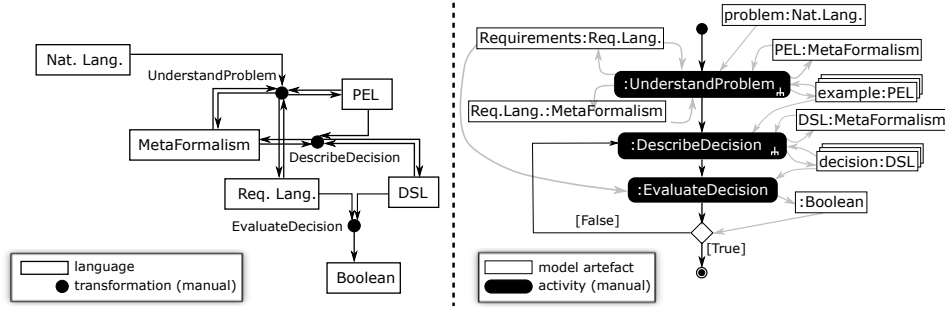 Nat. Lang.
UnderstandProblem
PEL
MetaFormalism
DescribeDecision
Req. Lang.
DSL
EvaluateDecision
Boolean
language
transformation (manual)
problem:Nat.Lang.
Requirements:Req.Lang.
PEL:MetaFormalism
:UnderstandProblem
example:PEL
Req.Lang.:MetaFormalism
DSL:MetaFormalism
:DescribeDecision
decision:DSL
:EvaluateDecision
:Boolean
[False]
[True]
model artefact
activity (manual)